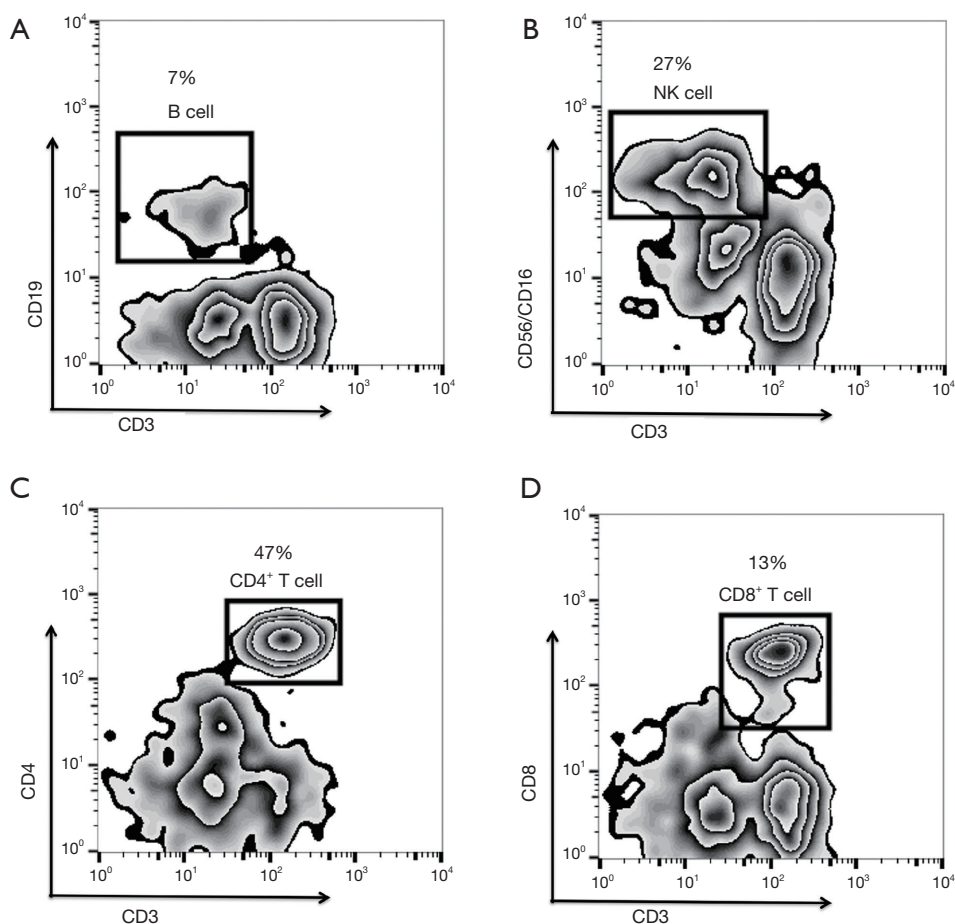 A
10⁴
10³
10²
10¹
10⁰
7%
B cell
CD19
10⁰ 10¹ 10² 10³ 10⁴
CD3
B
10⁴
10³
10²
10¹
10⁰
27%
NK cell
CD56/CD16
10⁰ 10¹ 10² 10³ 10⁴
CD3
C
10⁴
10³
10²
10¹
10⁰
47%
CD4⁺ T cell
CD4
10⁰ 10¹ 10² 10³ 10⁴
CD3
D
10⁴
10³
10²
10¹
10⁰
13%
CD8⁺ T cell
CD8
10⁰ 10¹ 10² 10³ 10⁴
CD3